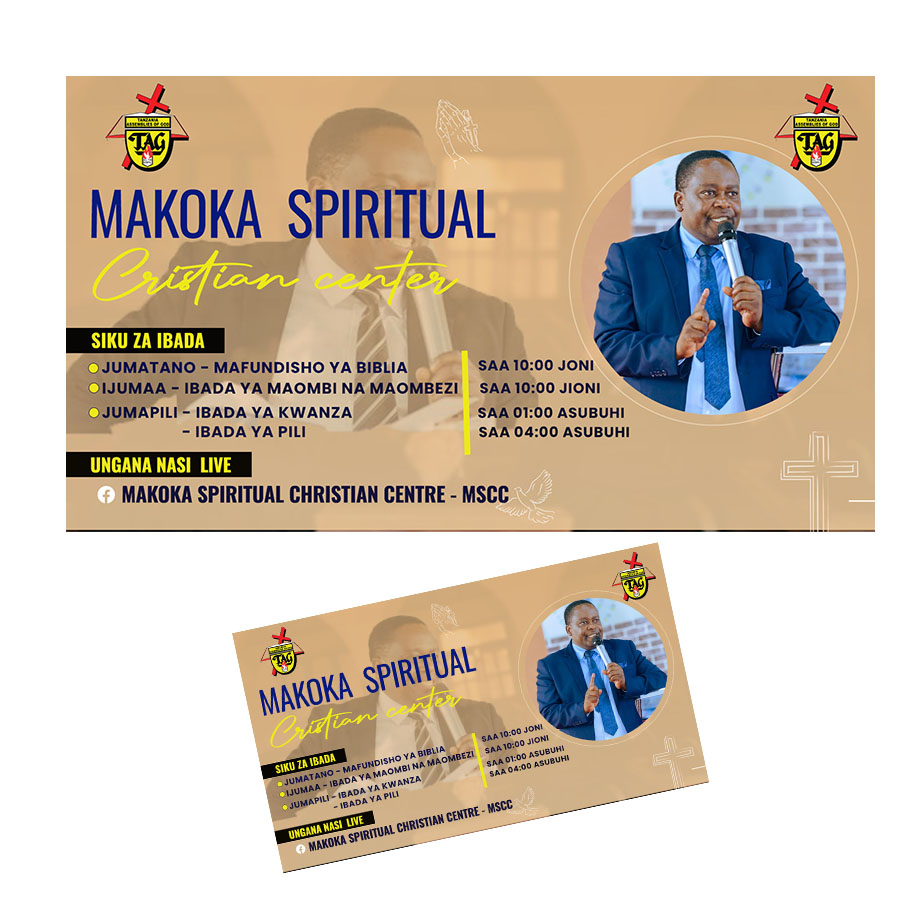 TANZANIA
ASSEMBLIES OF GOD
TAG
TANZANIA
ASSEMBLIES OF GOD
TAG
MAKOKA SPIRITUAL
Cristian center
SIKU ZA IBADA
JUMATANO - MAFUNDISHO YA BIBLIA SAA 10:00 JONI
IJUMAA - IBADA YA MAOMBI NA MAOMBEZI SAA 10:00 JIONI
JUMAPILI - IBADA YA KWANZA SAA 01:00 ASUBUHI
- IBADA YA PILI SAA 04:00 ASUBUHI
UNGANA NASI LIVE
MAKOKA SPIRITUAL CHRISTIAN CENTRE - MSCC
TAG
TAG
MAKOKA SPIRITUAL
Cristian center
SIKU ZA IBADA
JUMATANO - MAFUNDISHO YA BIBLIA SAA 10:00 JONI
IJUMAA - IBADA YA MAOMBI NA MAOMBEZI SAA 10:00 JIONI
JUMAPILI - IBADA YA KWANZA SAA 01:00 ASUBUHI
- IBADA YA PILI SAA 04:00 ASUBUHI
UNGANA NASI LIVE
MAKOKA SPIRITUAL CHRISTIAN CENTRE - MSCC